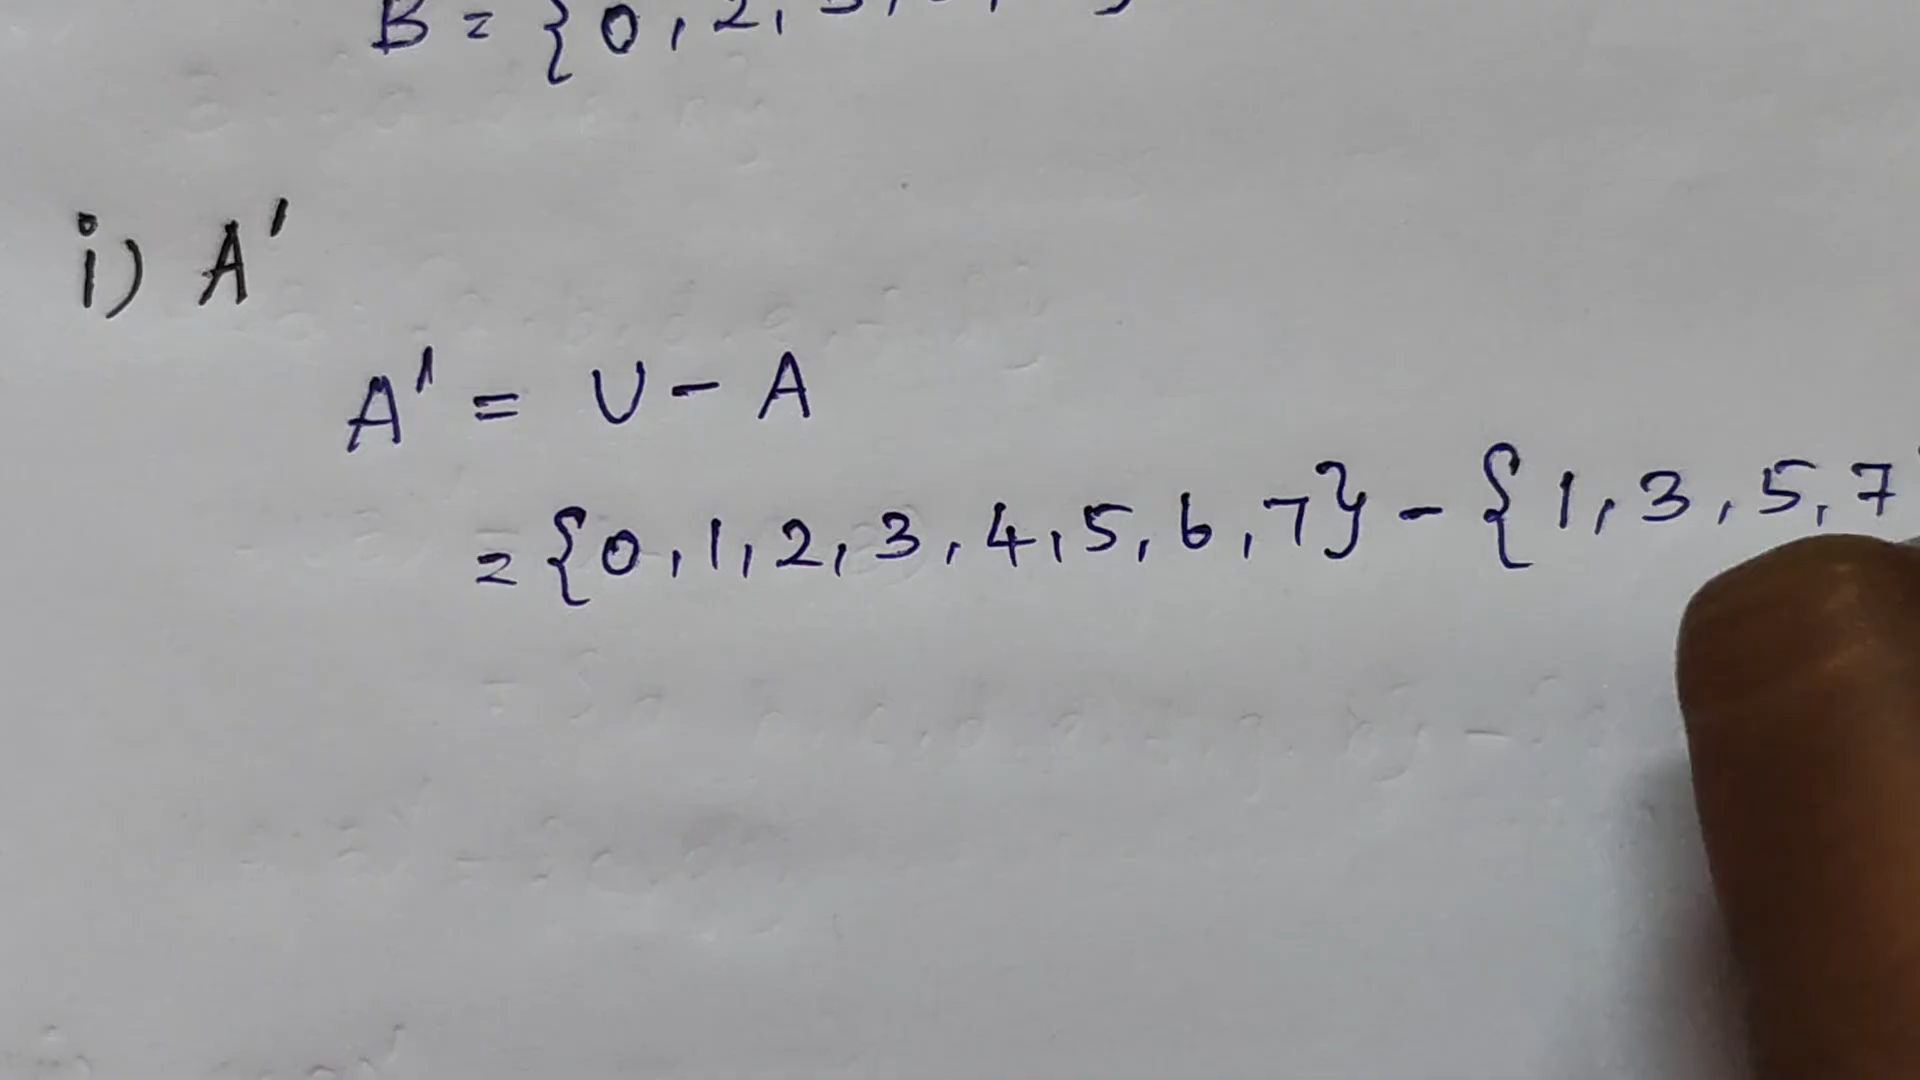 B = {0, 2,
i) A'
A' = U - A
= {0, 1, 2, 3, 4, 5, 6, 7} - {1, 3, 5, 7